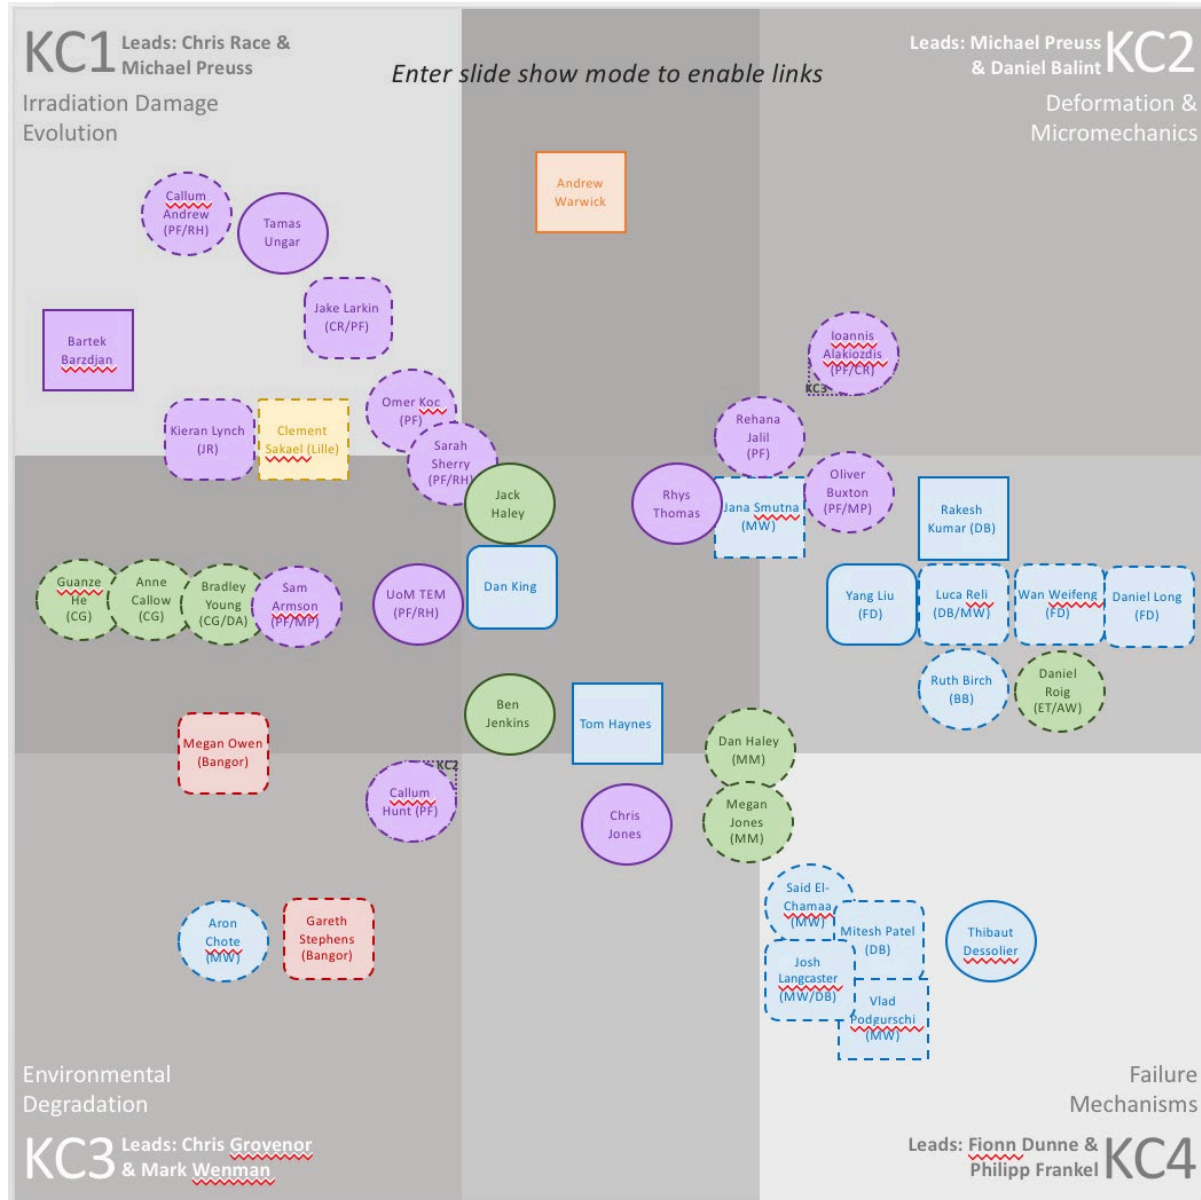 KC1
Leads: Chris Race &
Michael Preuss
Irradiation Damage
Evolution
Enter slide show mode to enable links
Leads: Michael Preuss
& Daniel Balint
KC2
Deformation &
Micromechanics
Andrew
Warwick
Callum
Andrew
(PF/RH)
Tamas
Ungar
Jake Larkin
(CR/PF)
Bartek
Barzdjan
Ioannis
Alakiozdis
(PF/CR)
KC3
Omer Koc
(PF)
Kieran Lynch
(JR)
Clement
Sakael (Lille)
Sarah
Sherry
(PF/RH)
Rehana
Jalil
(PF)
Jack
Haley
Rhys
Thomas
Jana Smutna
(MW)
Oliver
Buxton
(PF/MP)
Rakesh
Kumar (DB)
Guanze
He
(CG)
Anne
Callow
(CG)
Bradley
Young
(CG/DA)
Sam
Armson
(PF/MP)
UoM TEM
(PF/RH)
Dan King
Yang Liu
(FD)
Luca Reli
(DB/MW)
Wan Weifeng
(FD)
Daniel Long
(FD)
Ruth Birch
(BB)
Daniel
Roig
(ET/AW)
Ben
Jenkins
Tom Haynes
Megan Owen
(Bangor)
Dan Haley
(MM)
KC2
Callum
Hunt (PF)
Chris
Jones
Megan
Jones
(MM)
Said El-
Chamaa
(MW)
Aron
Chote
(MW)
Gareth
Stephens
(Bangor)
Mitesh Patel
(DB)
Thibaut
Dessolier
Josh
Langcaster
(MW/DB)
Vlad
Podgurschi
(MW)
Environmental
Degradation
KC3
Leads: Chris Grovenor
& Mark Wenman
Failure
Mechanisms
Leads: Fionn Dunne &
Philipp Frankel
KC4